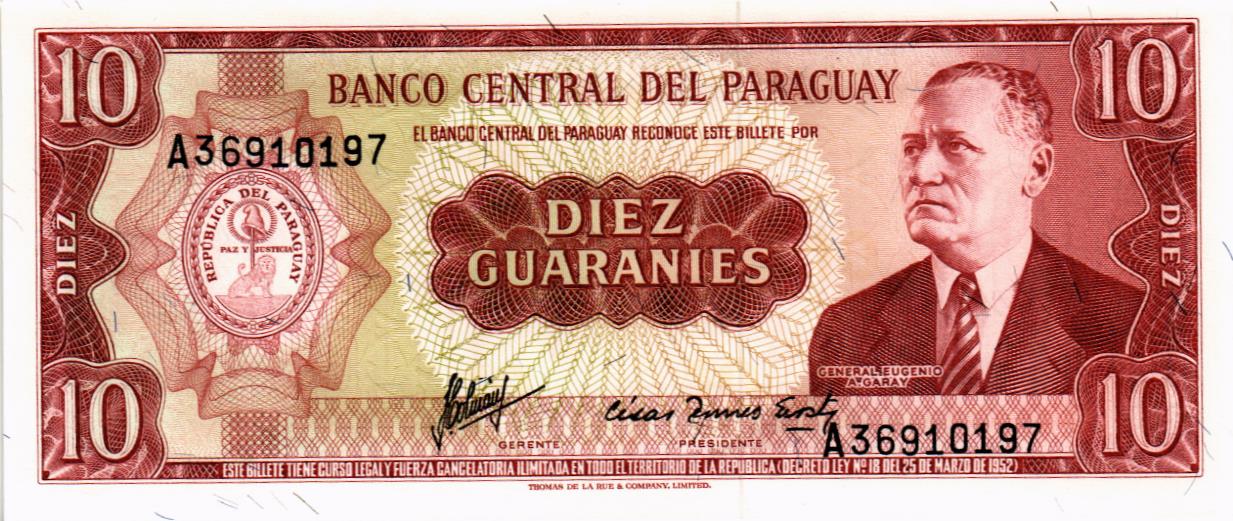 10
10
BANCO CENTRAL DEL PARAGUAY
EL BANCO CENTRAL DEL PARAGUAY RECONOCE ESTE BILLETE POR
A36910197
REPÚBLICA DEL PARAGUAY
PAZ Y JUSTICIA
DIEZ
DIEZ
GUARANIES
DIEZ
GENERAL EUGENIO
A. GARAY
10
10
GERENTE
PRESIDENTE
A36910197
ESTE BILLETE TIENE CURSO LEGAL Y FUERZA CANCELATORIA ILIMITADA EN TODO EL TERRITORIO DE LA REPUBLICA (DECRETO LEY Nº 18 DEL 25 DE MARZO DE 1952)
THOMAS DE LA RUE & COMPANY, LIMITED.